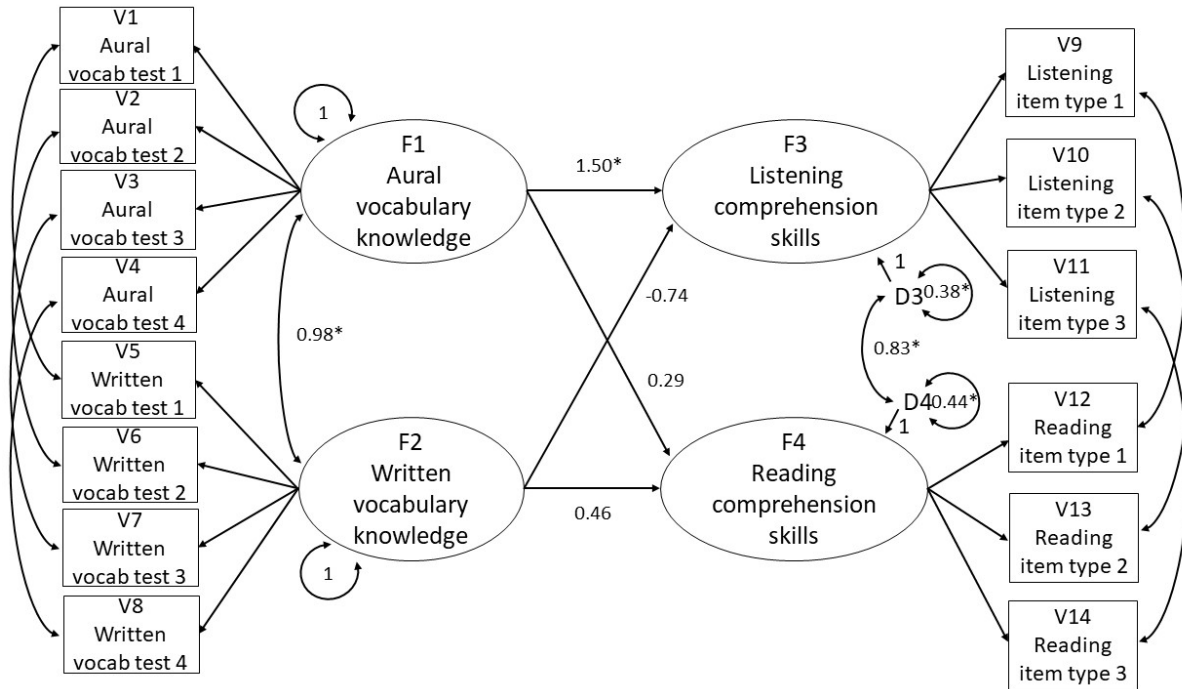 V1
Aural
vocab test 1
V2
Aural
vocab test 2
V3
Aural
vocab test 3
V4
Aural
vocab test 4
V5
Written
vocab test 1
V6
Written
vocab test 2
V7
Written
vocab test 3
V8
Written
vocab test 4
1
F1
Aural
vocabulary
knowledge
0.98*
F2
Written
vocabulary
knowledge
1
1.50*
-0.74
0.29
0.46
F3
Listening
comprehension
skills
1
D3
0.38*
0.83*
D4
0.44*
1
F4
Reading
comprehension
skills
V9
Listening
item type 1
V10
Listening
item type 2
V11
Listening
item type 3
V12
Reading
item type 1
V13
Reading
item type 2
V14
Reading
item type 3